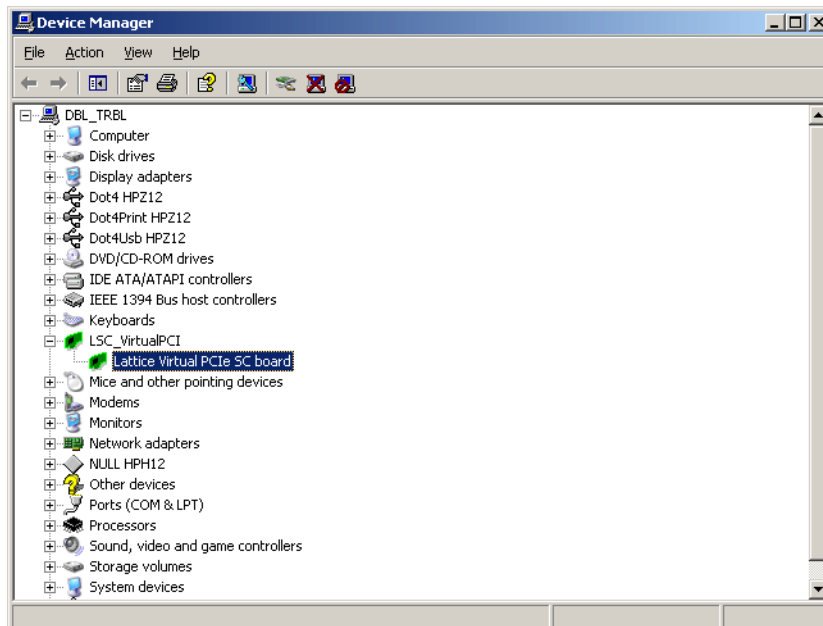 Device Manager
File Action View Help
DBL_TRBL
Computer
Disk drives
Display adapters
Dot4 HPZ12
Dot4Print HPZ12
Dot4Usb HPZ12
DVD/CD-ROM drives
IDE ATA/ATAPI controllers
IEEE 1394 Bus host controllers
Keyboards
LSC_VirtualPCI
Lattice Virtual PCIe SC board
Mice and other pointing devices
Modems
Monitors
Network adapters
NULL HPH12
Other devices
Ports (COM & LPT)
Processors
Sound, video and game controllers
Storage volumes
System devices